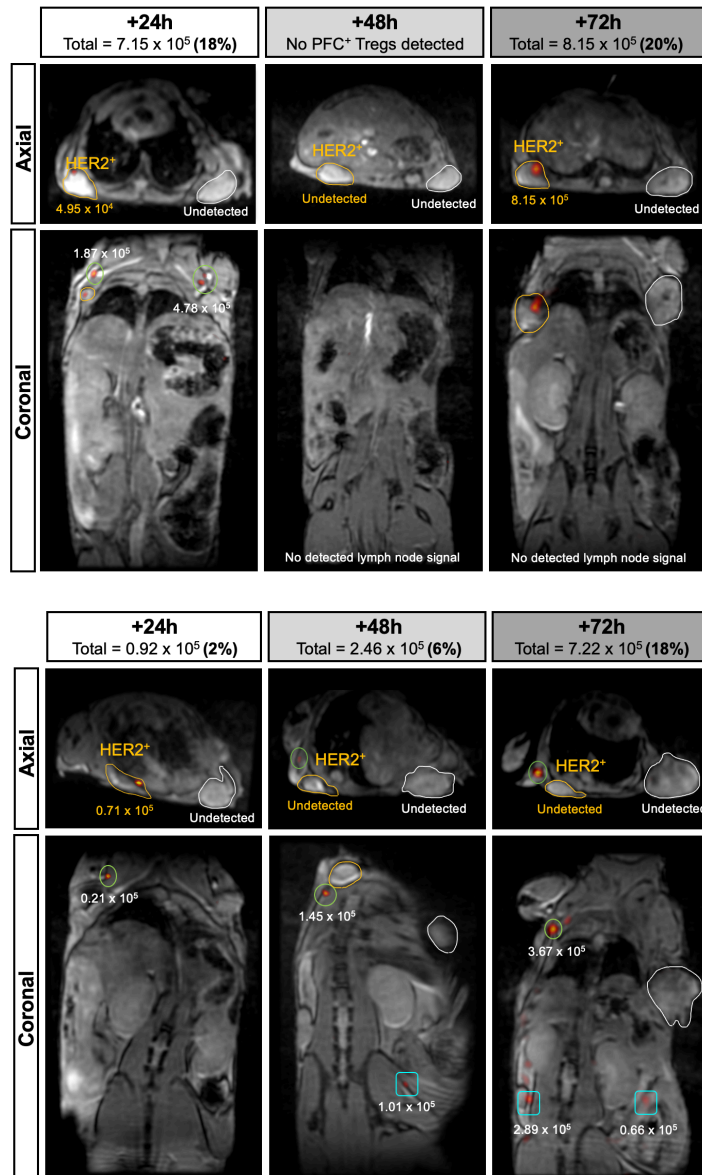 +24h
Total = 7.15 x 10⁵ (18%)
+48h
No PFC⁺ Tregs detected
+72h
Total = 8.15 x 10⁵ (20%)
Axial
HER2⁺
4.95 x 10⁴
Undetected
HER2⁺
Undetected
Undetected
HER2⁺
8.15 x 10⁵
Undetected
Coronal
1.87 x 10⁵
4.78 x 10⁵
No detected lymph node signal
No detected lymph node signal
+24h
Total = 0.92 x 10⁵ (2%)
+48h
Total = 2.46 x 10⁵ (6%)
+72h
Total = 7.22 x 10⁵ (18%)
Axial
HER2⁺
0.71 x 10⁵
Undetected
HER2⁺
Undetected
Undetected
HER2⁺
Undetected
Undetected
Coronal
0.21 x 10⁵
1.45 x 10⁵
1.01 x 10⁵
3.67 x 10⁵
2.89 x 10⁵
0.66 x 10⁵